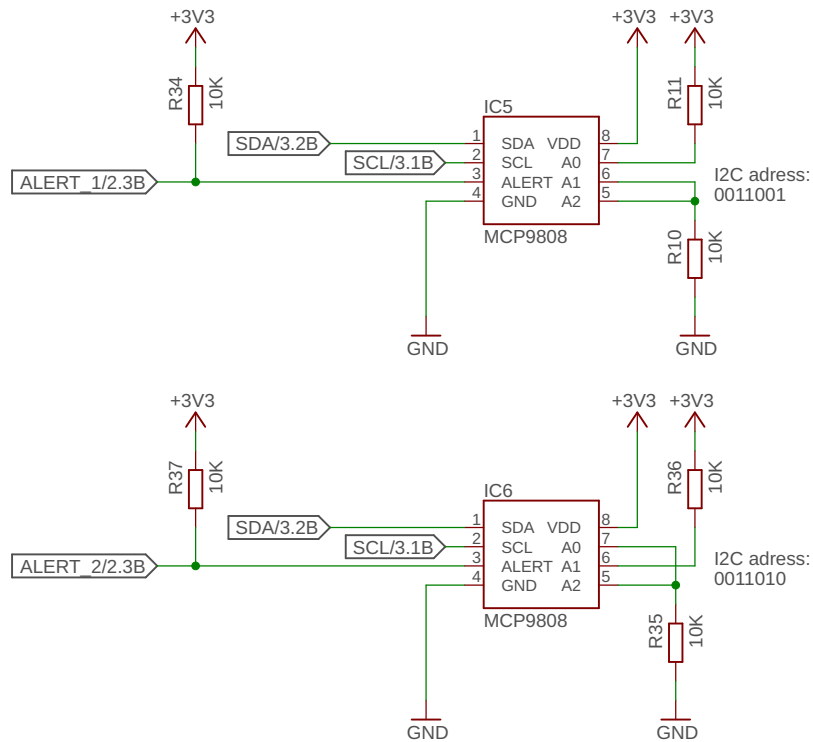 +3V3
+3V3
+3V3
R34
10K
R11
10K
IC5
SDA/3.2B
1
SDA
VDD
8
SCL/3.1B
2
SCL
A0
7
ALERT_1/2.3B
3
ALERT
A1
6
4
GND
A2
5
I2C adress:
0011001
MCP9808
R10
10K
GND
GND
+3V3
+3V3
+3V3
R37
10K
R36
10K
IC6
SDA/3.2B
1
SDA
VDD
8
SCL/3.1B
2
SCL
A0
7
ALERT_2/2.3B
3
ALERT
A1
6
4
GND
A2
5
I2C adress:
0011010
MCP9808
R35
10K
GND
GND